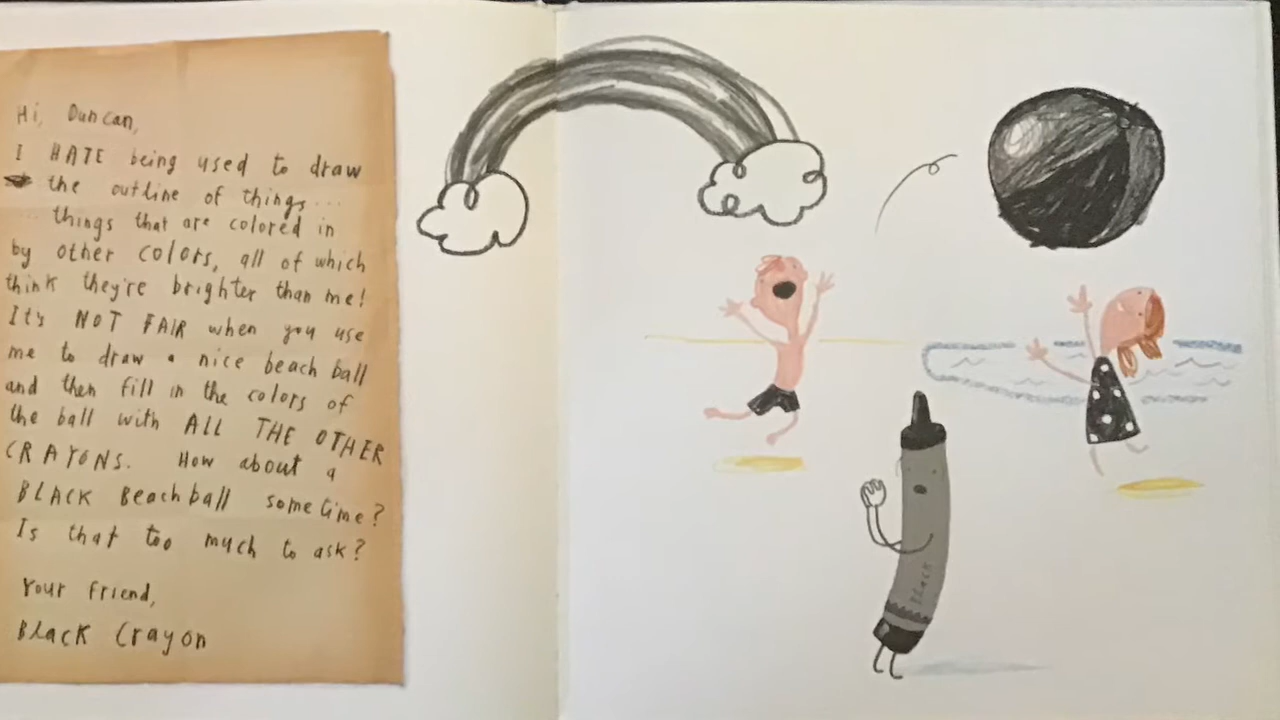 Hi, Duncan,
I HATE being used to draw
the outline of things...
things that are colored in
by other colors, all of which
think they're brighter than me!
It's NOT FAIR when you use
me to draw a nice beach ball
and then fill in the colors of
the ball with ALL THE OTHER
CRAYONS. How about a
BLACK Beachball sometime?
Is that too much to ask?
Your friend,
Black Crayon
Black